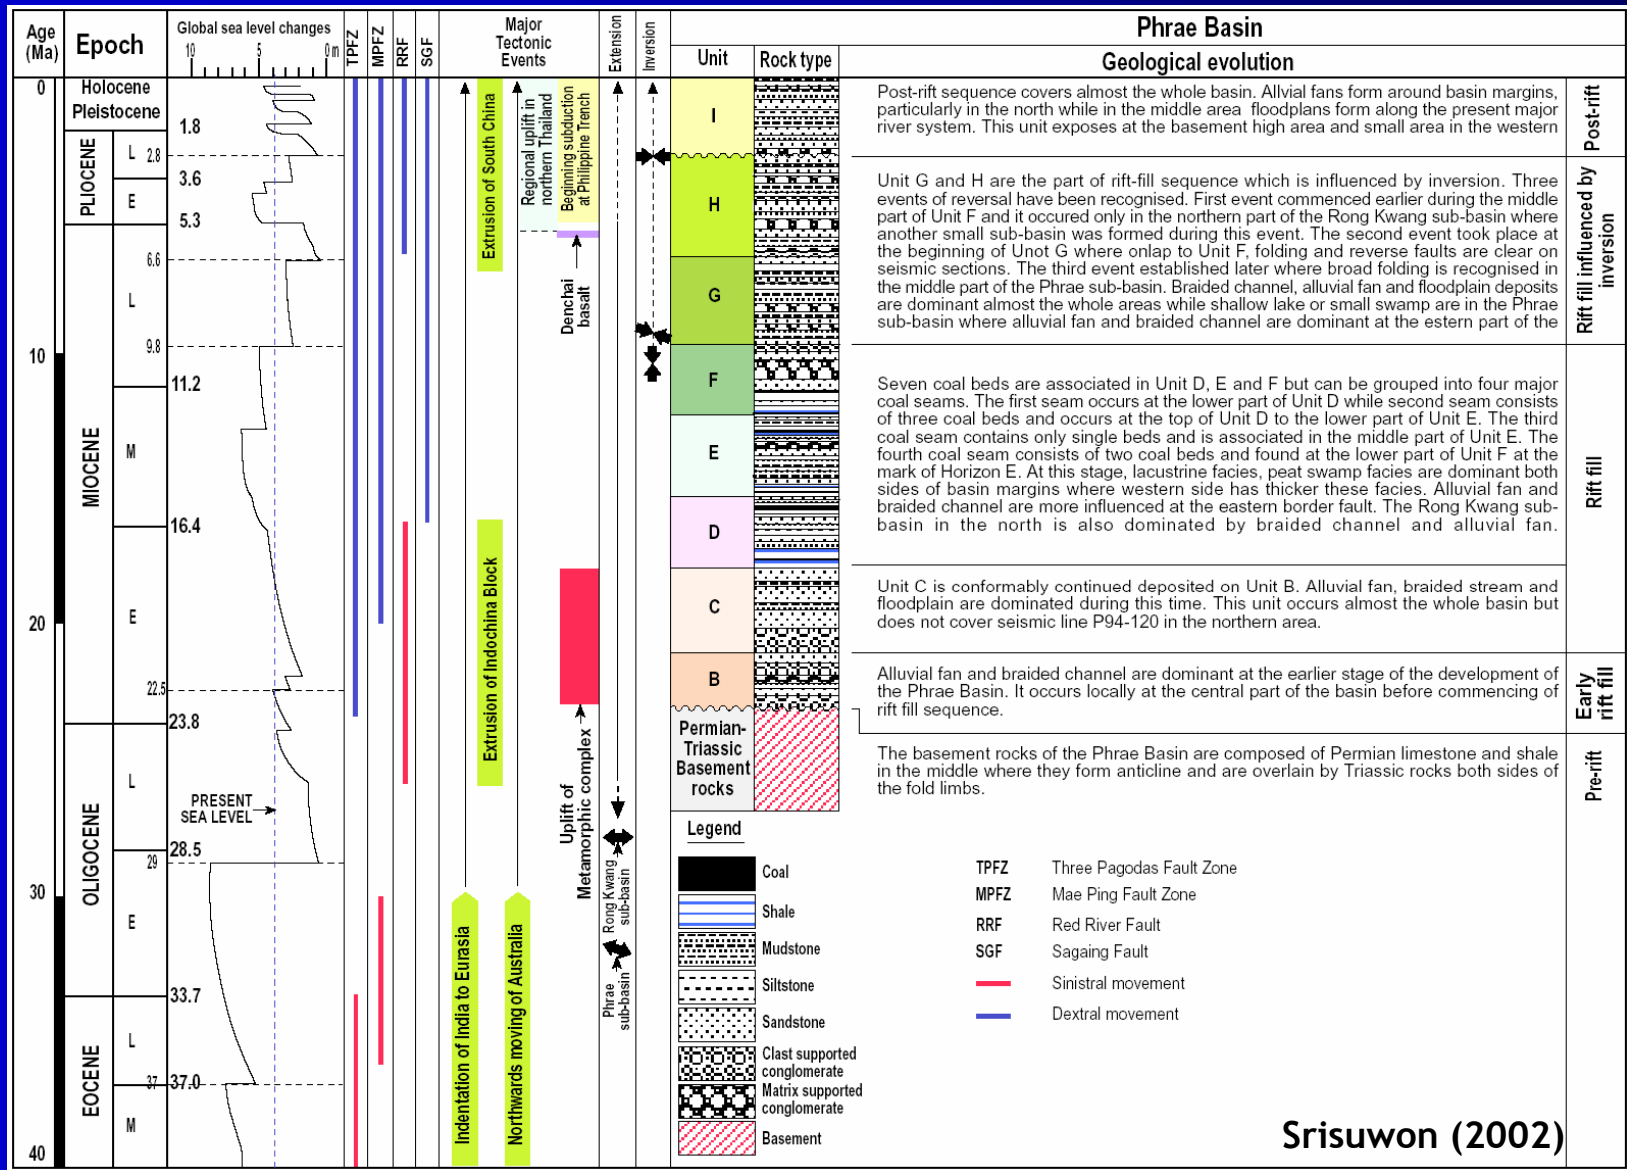 Age
(Ma)
Epoch
Global sea level changes
10 5 0 m
TPFZ
MPFZ
RRF
SGF
Major
Tectonic
Events
Extension
Inversion
Phrae Basin
Unit
Rock type
Geological evolution
0
10
20
30
40
Holocene
Pleistocene
1.8
PLIOCENE
L
2.8
3.6
E
5.3
MIOCENE
6.6
L
9.8
11.2
M
16.4
E
22.5
23.8
OLIGOCENE
L
28.5
29
E
33.7
EOCENE
L
37
37.0
M
PRESENT
SEA LEVEL
Extrusion of South China
Regional uplift in
northern Thailand
Beginning subduction
at Philippine Trench
Denchai
basalt
Extrusion of Indochina Block
Uplift of
Metamorphic complex
Indentation of India to Eurasia
Northwards moving of Australia
Rong Kwang
sub-basin
Phrae
sub-basin
I
H
G
F
E
D
C
B
Permian-
Triassic
Basement
rocks
Post-rift sequence covers almost the whole basin. Allvial fans form around basin margins,
particularly in the north while in the middle area floodplans form along the present major
river system. This unit exposes at the basement high area and small area in the western
Post-rift
Unit G and H are the part of rift-fill sequence which is influenced by inversion. Three
events of reversal have been recognised. First event commenced earlier during the middle
part of Unit F and it occured only in the northern part of the Rong Kwang sub-basin where
another small sub-basin was formed during this event. The second event took place at
the beginning of Unot G where onlap to Unit F, folding and reverse faults are clear on
seismic sections. The third event established later where broad folding is recognised in
the middle part of the Phrae sub-basin. Braided channel, alluvial fan and floodplain deposits
are dominant almost the whole areas while shallow lake or small swamp are in the Phrae
sub-basin where alluvial fan and braided channel are dominant at the estern part of the
Rift fill influenced by
inversion
Seven coal beds are associated in Unit D, E and F but can be grouped into four major
coal seams. The first seam occurs at the lower part of Unit D while second seam consists
of three coal beds and occurs at the top of Unit D to the lower part of Unit E. The third
coal seam contains only single beds and is associated in the middle part of Unit E. The
fourth coal seam consists of two coal beds and found at the lower part of Unit F at the
mark of Horizon E. At this stage, lacustrine facies, peat swamp facies are dominant both
sides of basin margins where western side has thicker these facies. Alluvial fan and
braided channel are more influenced at the eastern border fault. The Rong Kwang sub-
basin in the north is also dominated by braided channel and alluvial fan.
Rift fill
Unit C is conformably continued deposited on Unit B. Alluvial fan, braided stream and
floodplain are dominated during this time. This unit occurs almost the whole basin but
does not cover seismic line P94-120 in the northern area.
Alluvial fan and braided channel are dominant at the earlier stage of the development of
the Phrae Basin. It occurs locally at the central part of the basin before commencing of
rift fill sequence.
Early
rift fill
The basement rocks of the Phrae Basin are composed of Permian limestone and shale
in the middle where they form anticline and are overlain by Triassic rocks both sides of
the fold limbs.
Pre-rift
Legend
Coal
Shale
Mudstone
Siltstone
Sandstone
Clast supported
conglomerate
Matrix supported
conglomerate
Basement
TPFZ Three Pagodas Fault Zone
MPFZ Mae Ping Fault Zone
RRF Red River Fault
SGF Sagaing Fault
Sinistral movement
Dextral movement
Srisuwon (2002)